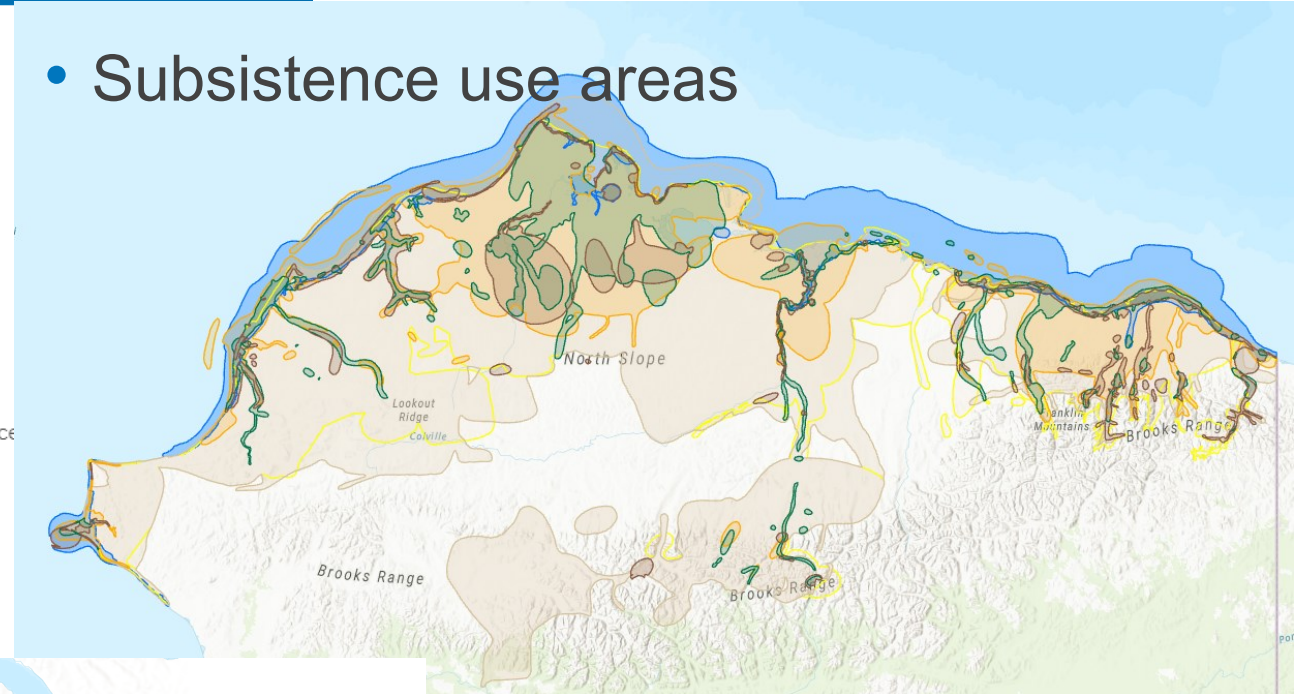 • Subsistence use areas
North Slope
Lookout
Ridge
Colville
Mountains
Brooks Range
Brooks Range
Brooks Range